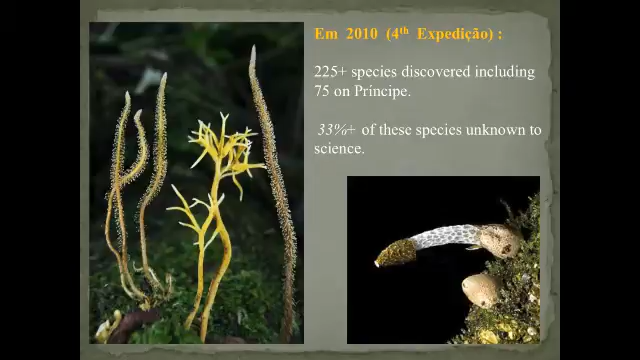 Em 2010 (4th Expedição) :
225+ species discovered including
75 on Príncipe.
33%+ of these species unknown to
science.